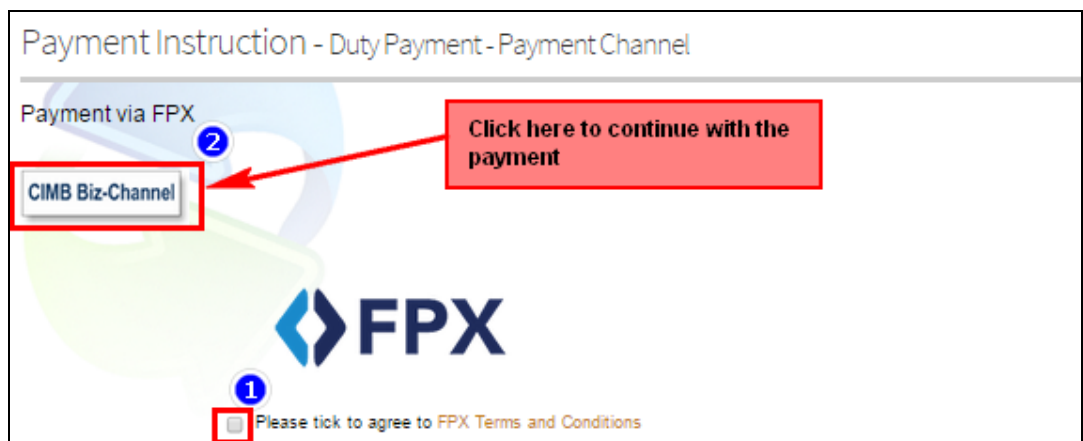 Payment Instruction - Duty Payment - Payment Channel
Payment via FPX
2
Click here to continue with the
payment
CIMB Biz-Channel
FPX
1
Please tick to agree to FPX Terms and Conditions